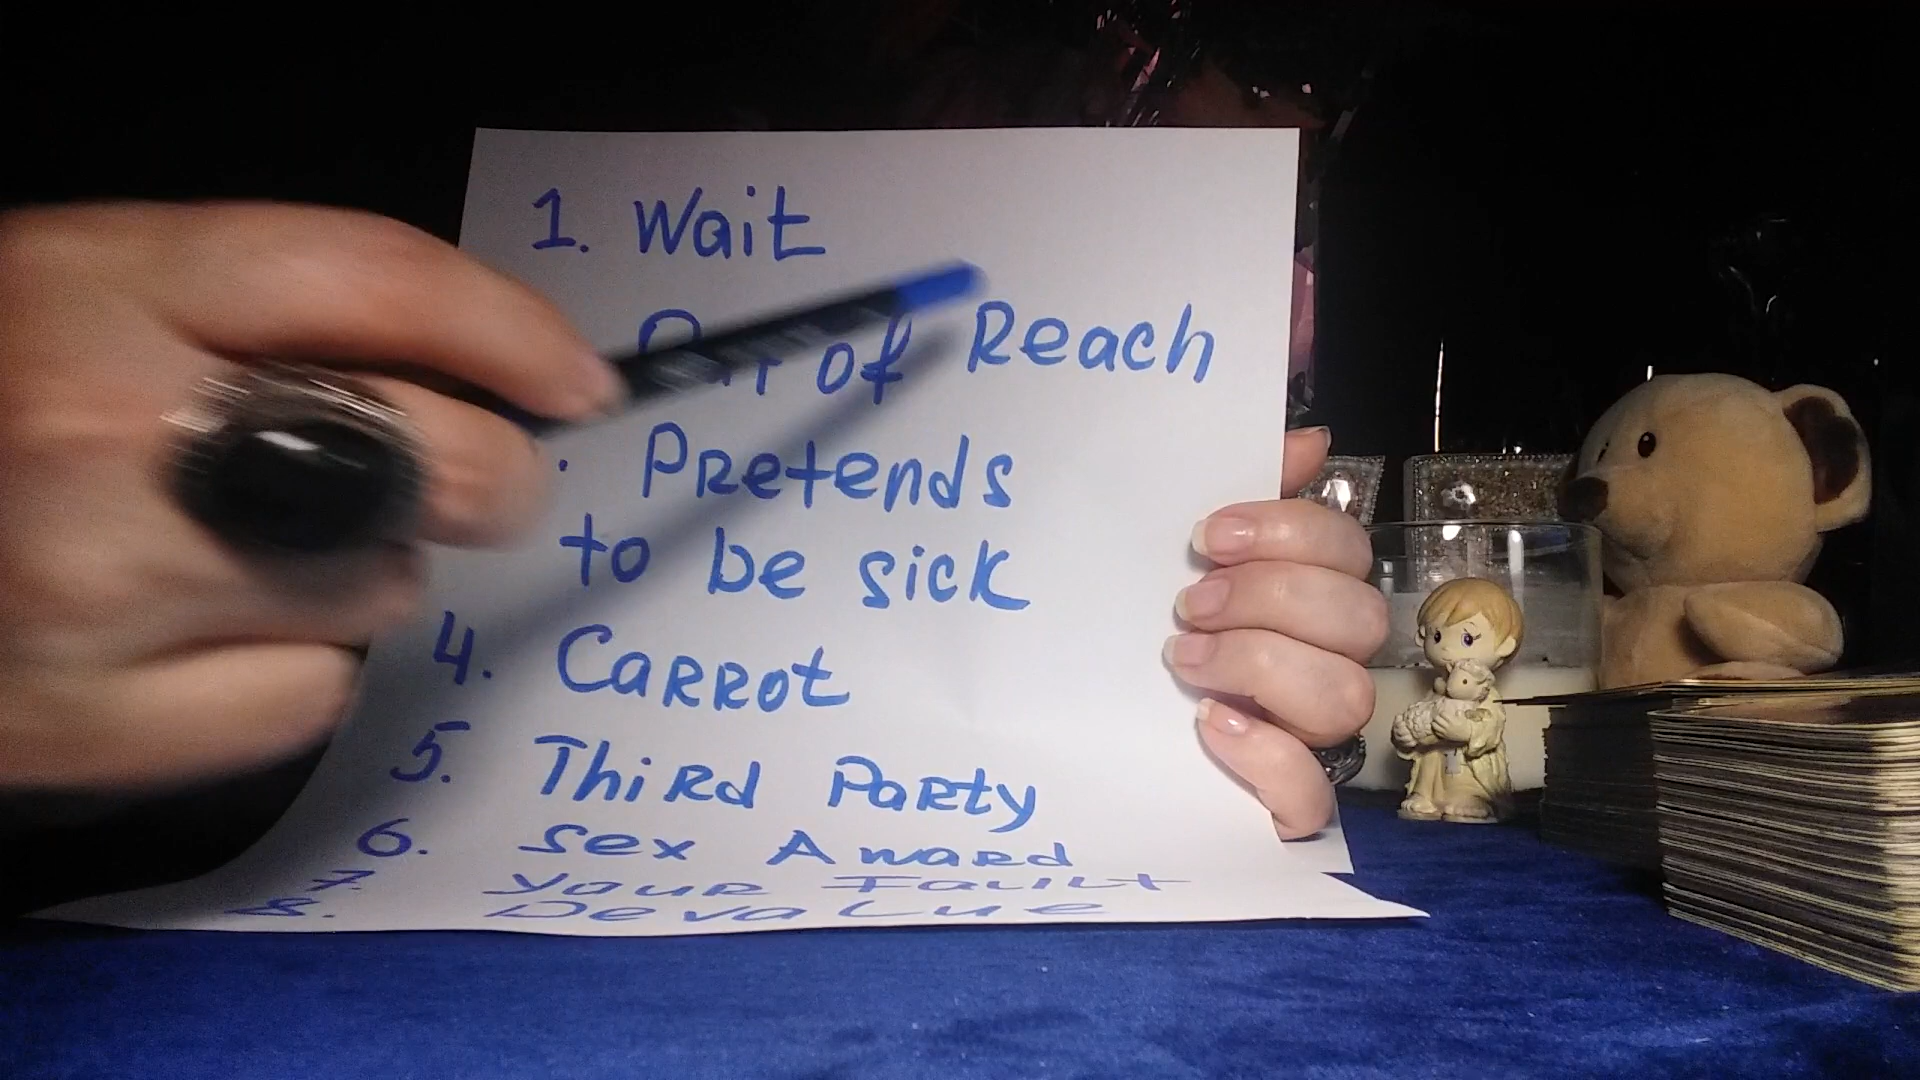 1. Wait
of Reach
. Pretends
to be sick
4. Carrot
5. Third Party
6. Sex Award
7. Your Fault
8. Devalue